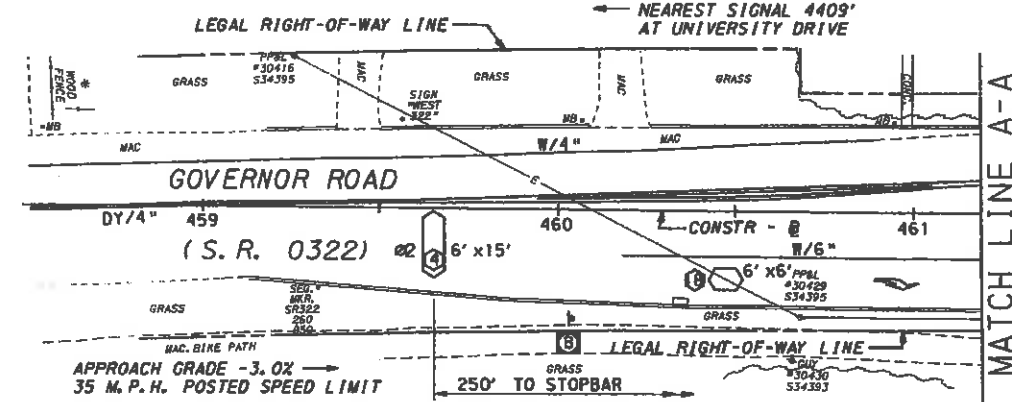 NEAREST SIGNAL 4409'
AT UNIVERSITY DRIVE
LEGAL RIGHT-OF-WAY LINE
WOOD
FENCE
*
GRASS
PP&L
#30416
S34395
MAC
GRASS
SIGN
"WEST
322"
MAC
GRASS
CONC.
MB
MB
MB
MAC
W/4"
MAC
GOVERNOR ROAD
E
DY/4"
459
460
461
CONSTR - B
(S.R. 0322)
ø2
4
6'x15'
W/6"
8
6'x6'
PP&L
#30429
S34395
GRASS
SEG.
MKR.
SR322
260
GRASS
MAC. BIKE PATH
B
LEGAL RIGHT-OF-WAY LINE
APPROACH GRADE -3.0%
35 M.P.H. POSTED SPEED LIMIT
GRASS
250' TO STOPBAR
GUY
#30430
S34393
MATCH LINE A-A